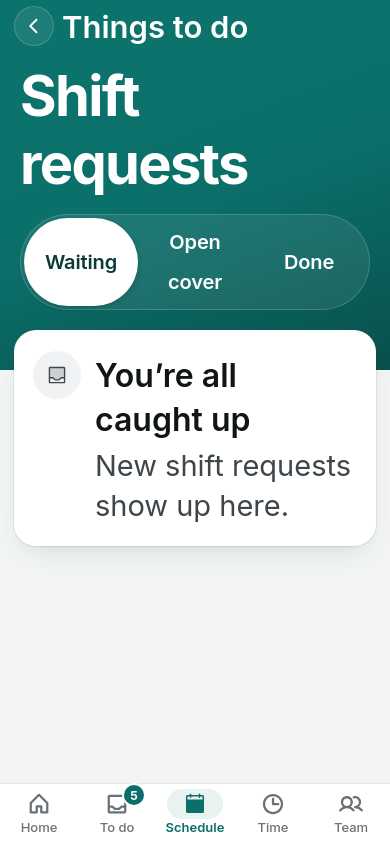 Things to do
Shift
requests
Waiting
Open
cover
Done
You’re all
caught up
New shift requests
show up here.
5
Home
To do
Schedule
Time
Team